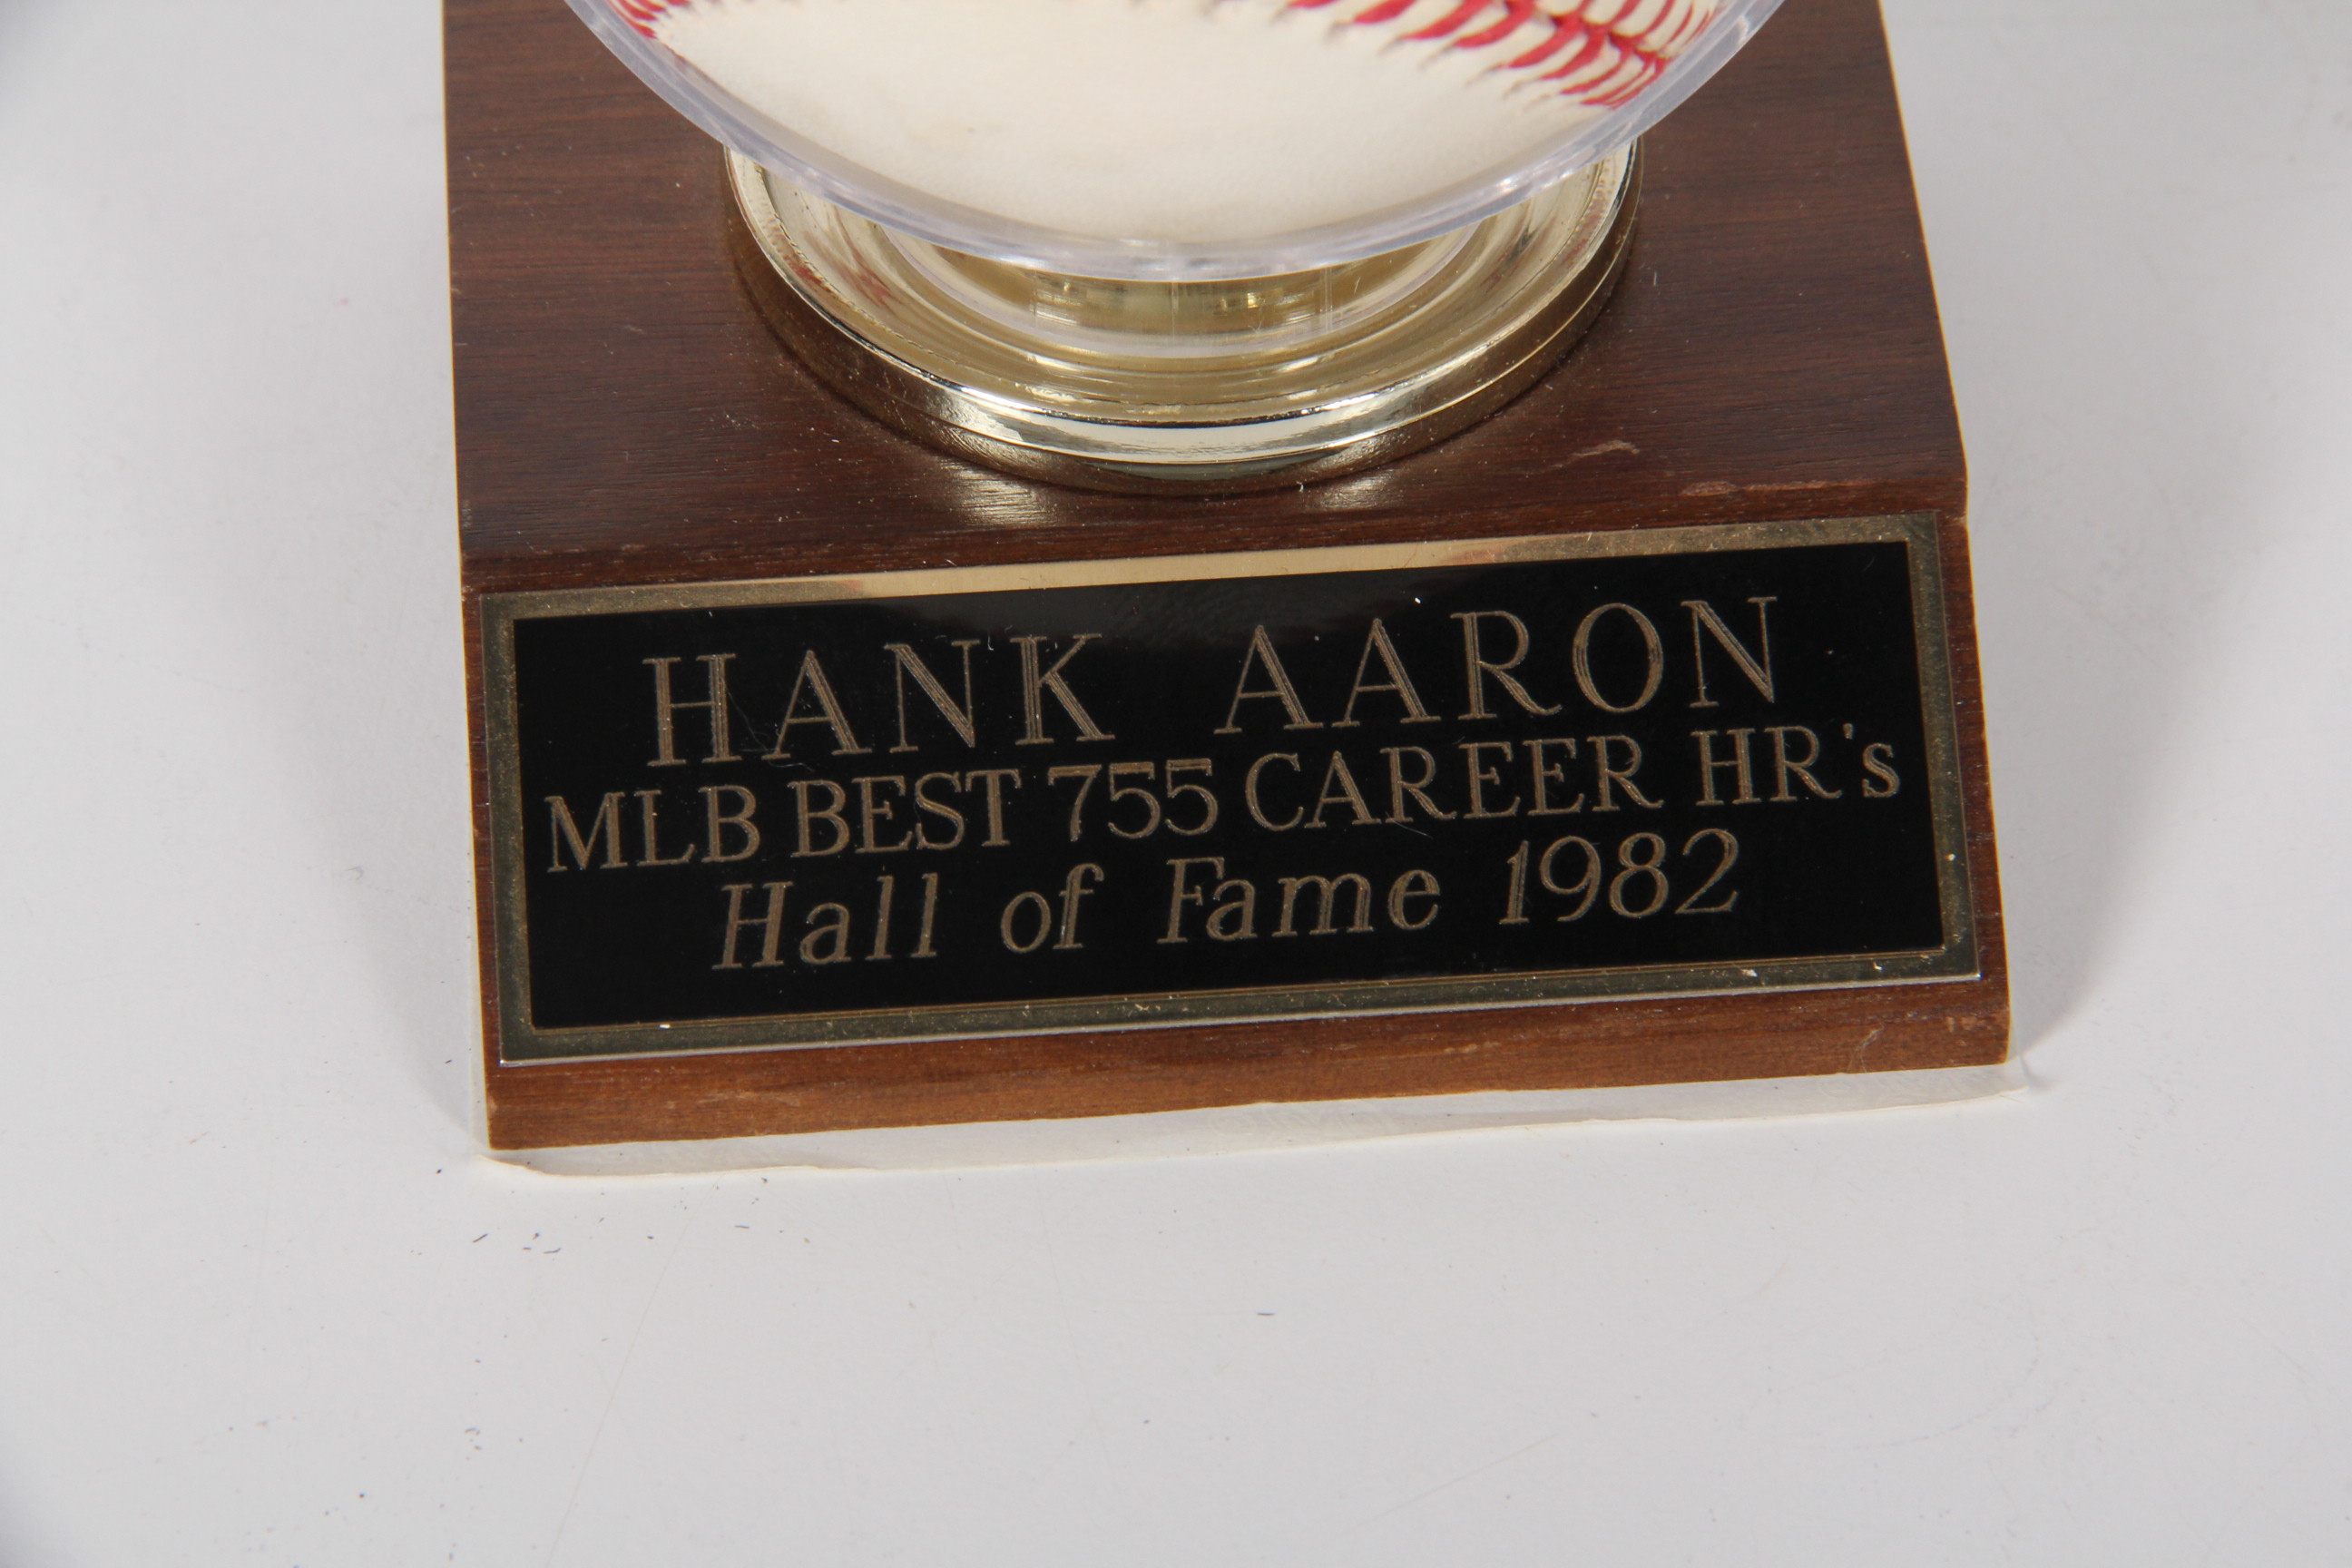 HANK AARON
MLB BEST 755 CAREER HR's
Hall of Fame 1982